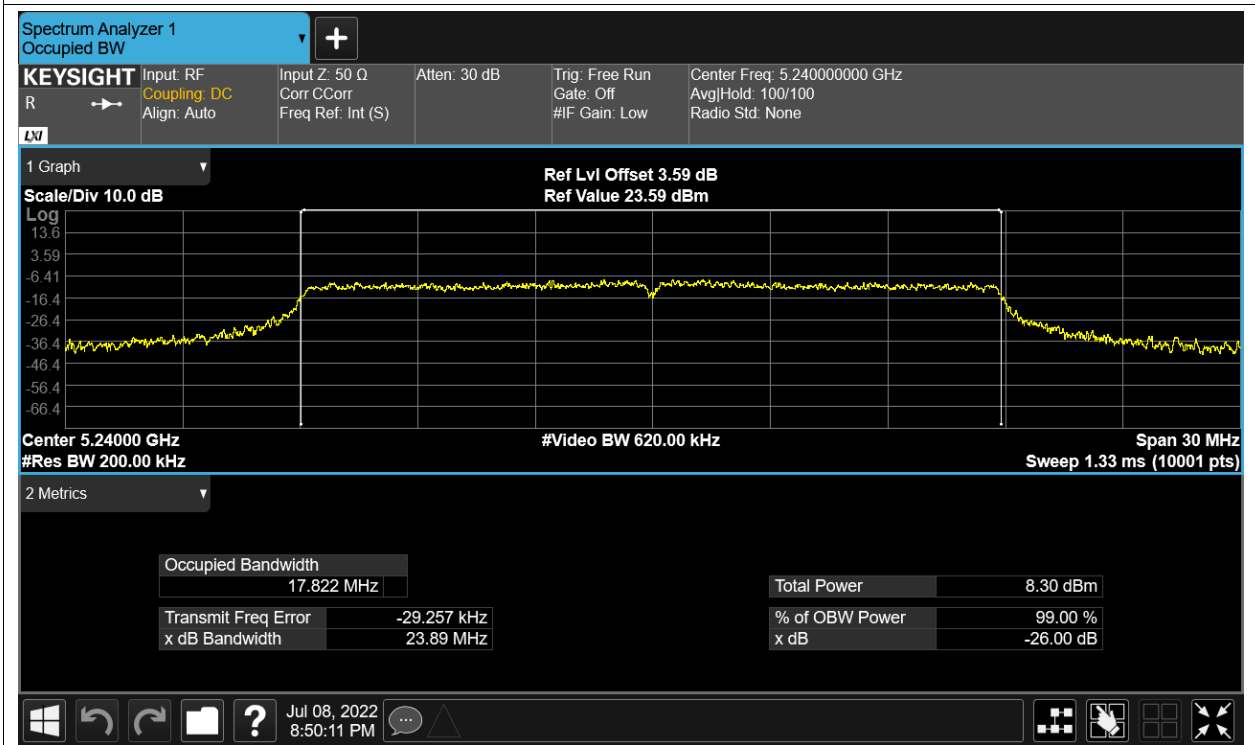 Spectrum Analyzer 1
Occupied BW
KEYSIGHT
R
LXI
Input: RF
Coupling: DC
Align: Auto
Input Z: 50 Ω
Corr CCorr
Freq Ref: Int (S)
Atten: 30 dB
Trig: Free Run
Gate: Off
#IF Gain: Low
Center Freq: 5.240000000 GHz
Avg|Hold: 100/100
Radio Std: None
1 Graph
Scale/Div 10.0 dB
Ref Lvl Offset 3.59 dB
Ref Value 23.59 dBm
Log
13.6
3.59
-6.41
-16.4
-26.4
-36.4
-46.4
-56.4
-66.4
Center 5.24000 GHz
#Res BW 200.00 kHz
#Video BW 620.00 kHz
Span 30 MHz
Sweep 1.33 ms (10001 pts)
2 Metrics
Occupied Bandwidth
17.822 MHz
Transmit Freq Error -29.257 kHz
x dB Bandwidth 23.89 MHz
Total Power 8.30 dBm
% of OBW Power 99.00 %
x dB -26.00 dB
?
Jul 08, 2022
8:50:11 PM